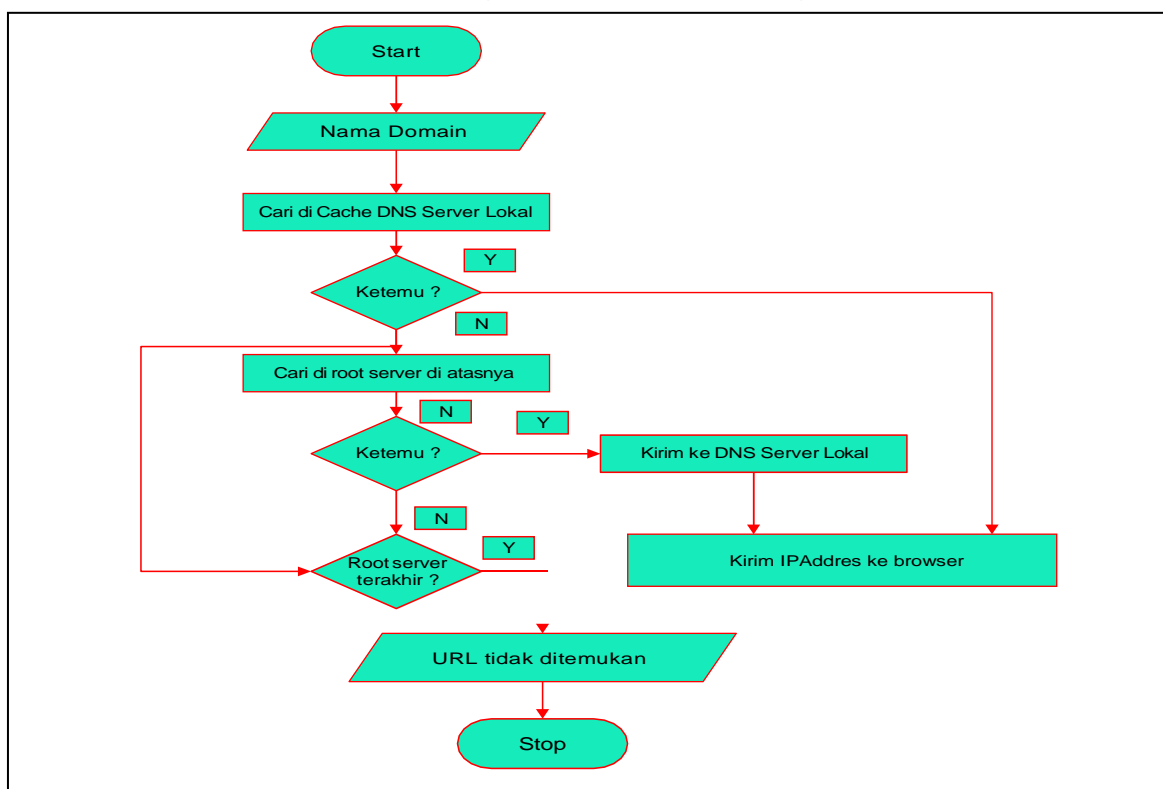 Start
Nama Domain
Cari di Cache DNS Server Lokal
Y
Ketemu ?
N
Cari di root server di atasnya
N
Y
Ketemu ?
Kirim ke DNS Server Lokal
N
Y
Root server
terakhir ?
Kirim IPAddres ke browser
URL tidak ditemukan
Stop